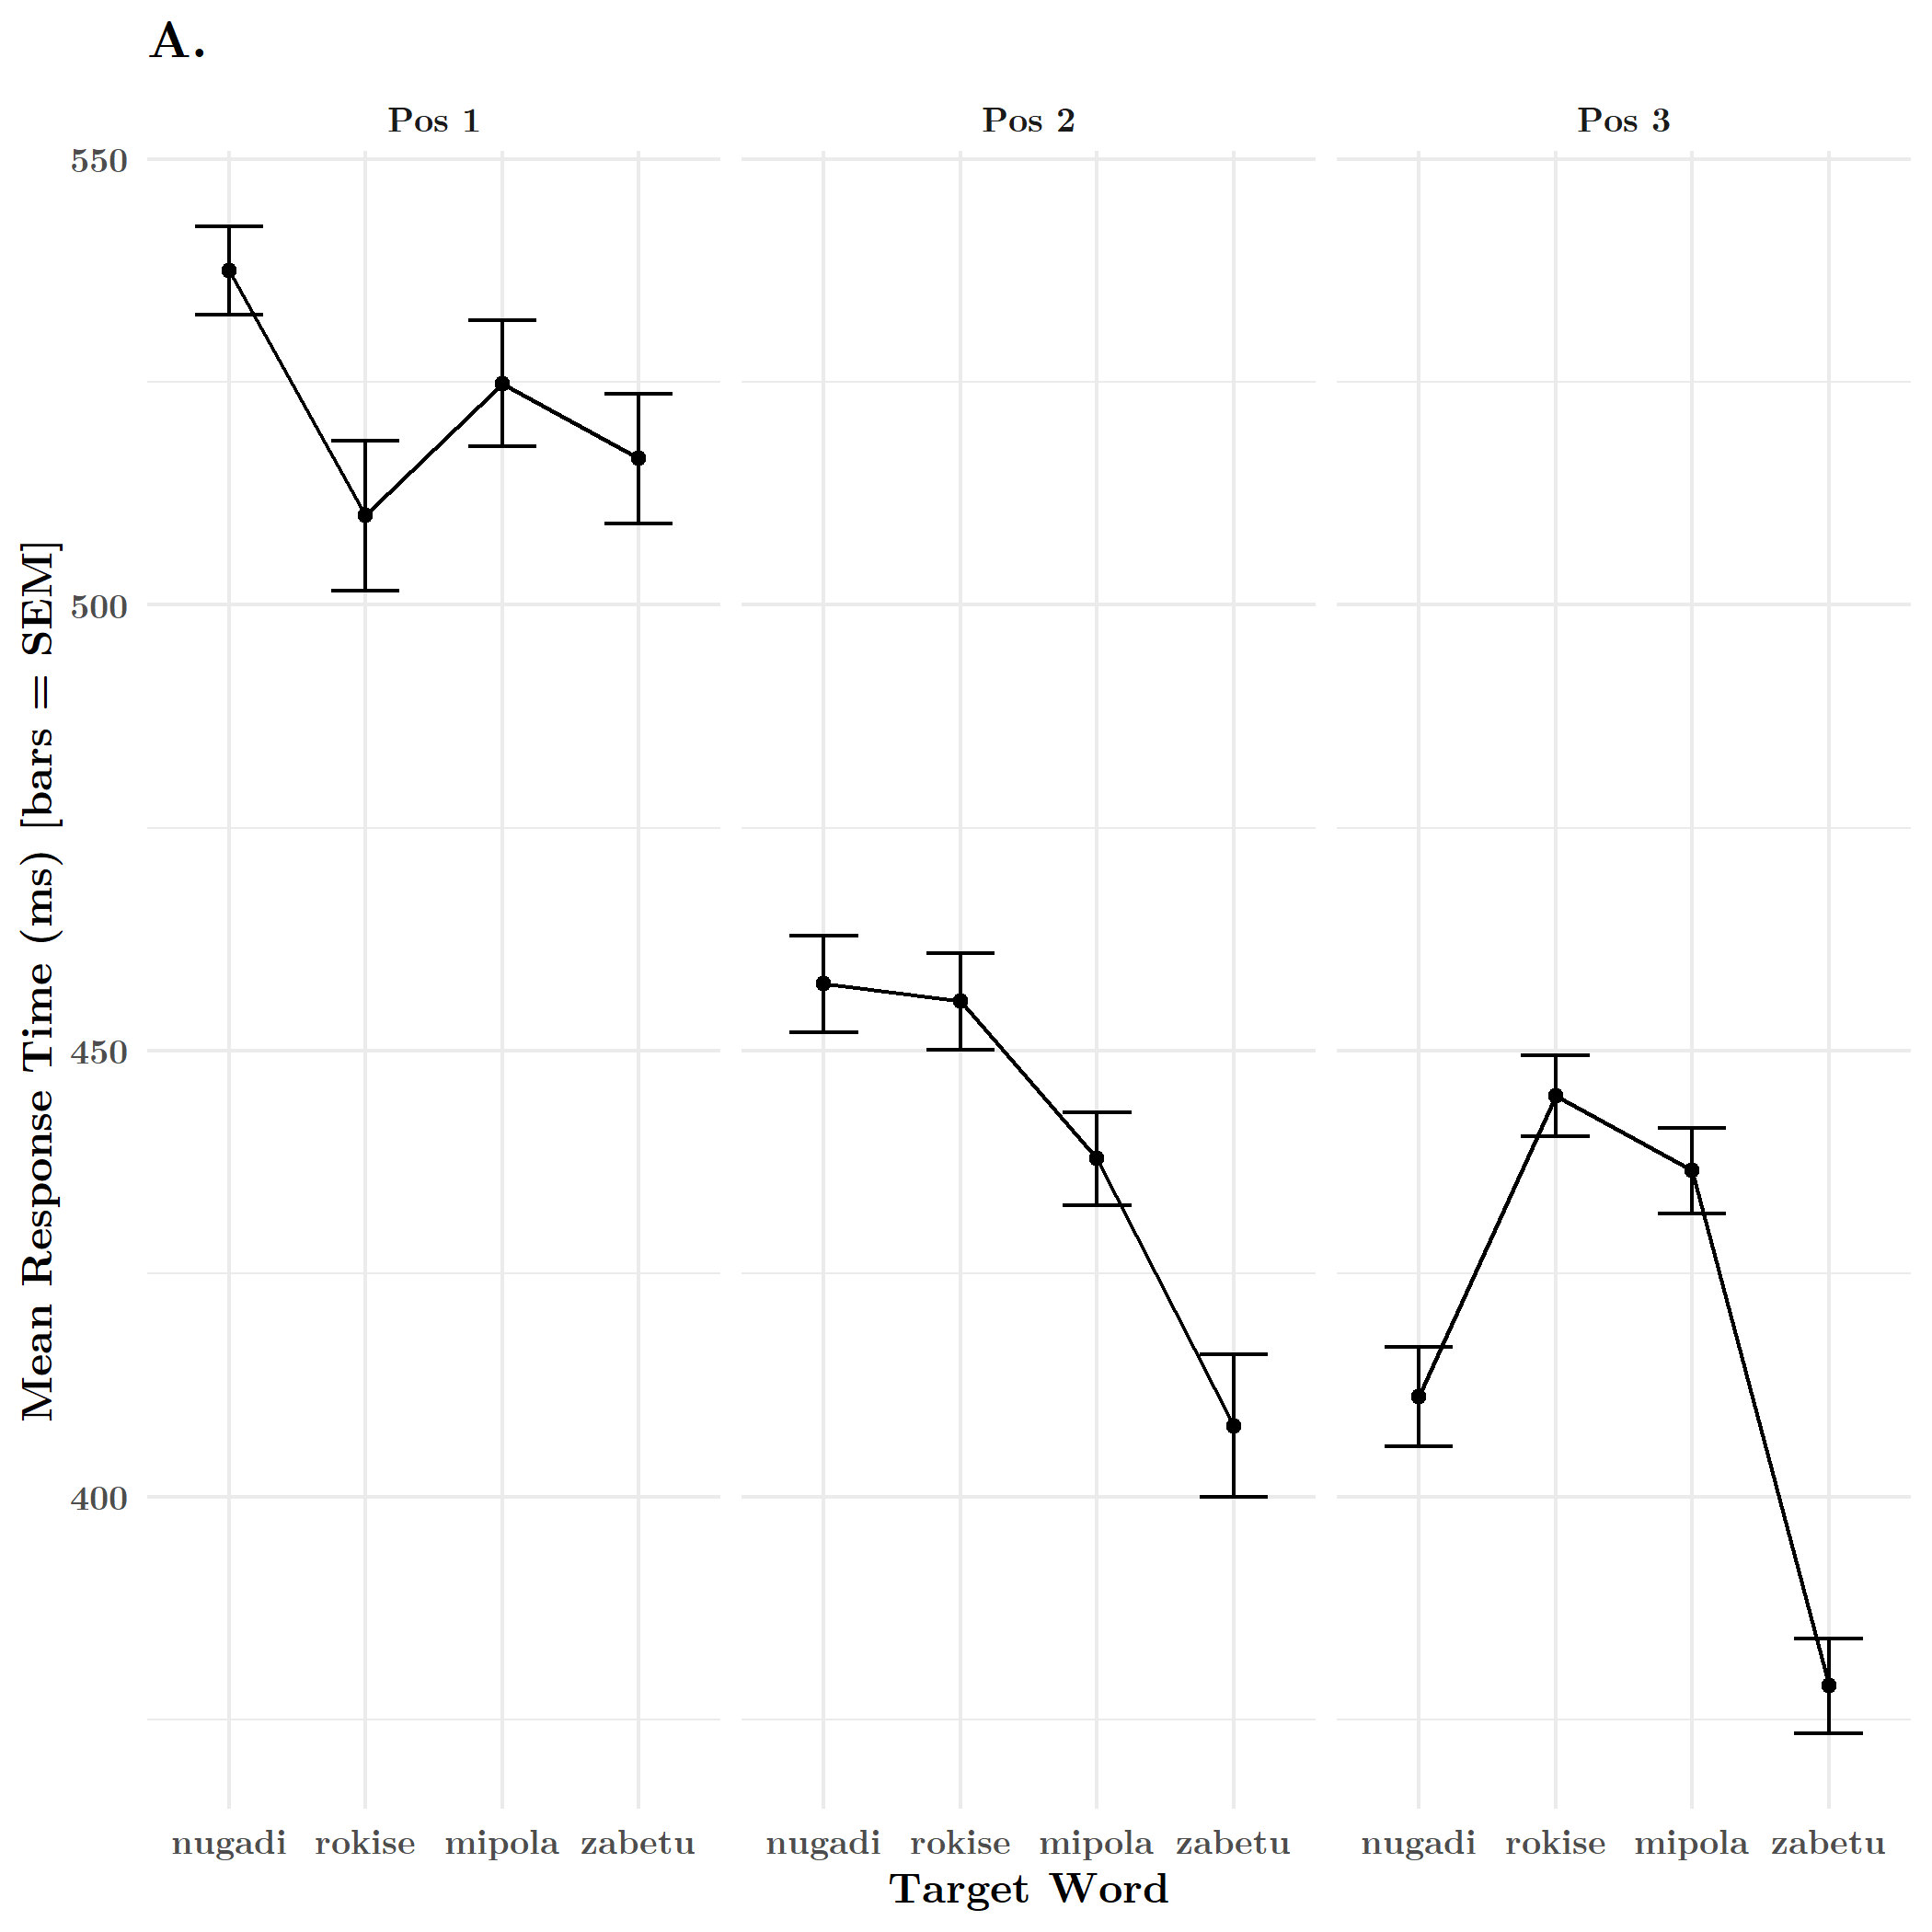 A.
Pos 1 Pos 2 Pos 3
Mean Response Time (ms) [bars = SEM]
550
500
450
400
nugadi rokise mipola zabetu nugadi rokise mipola zabetu nugadi rokise mipola zabetu
Target Word